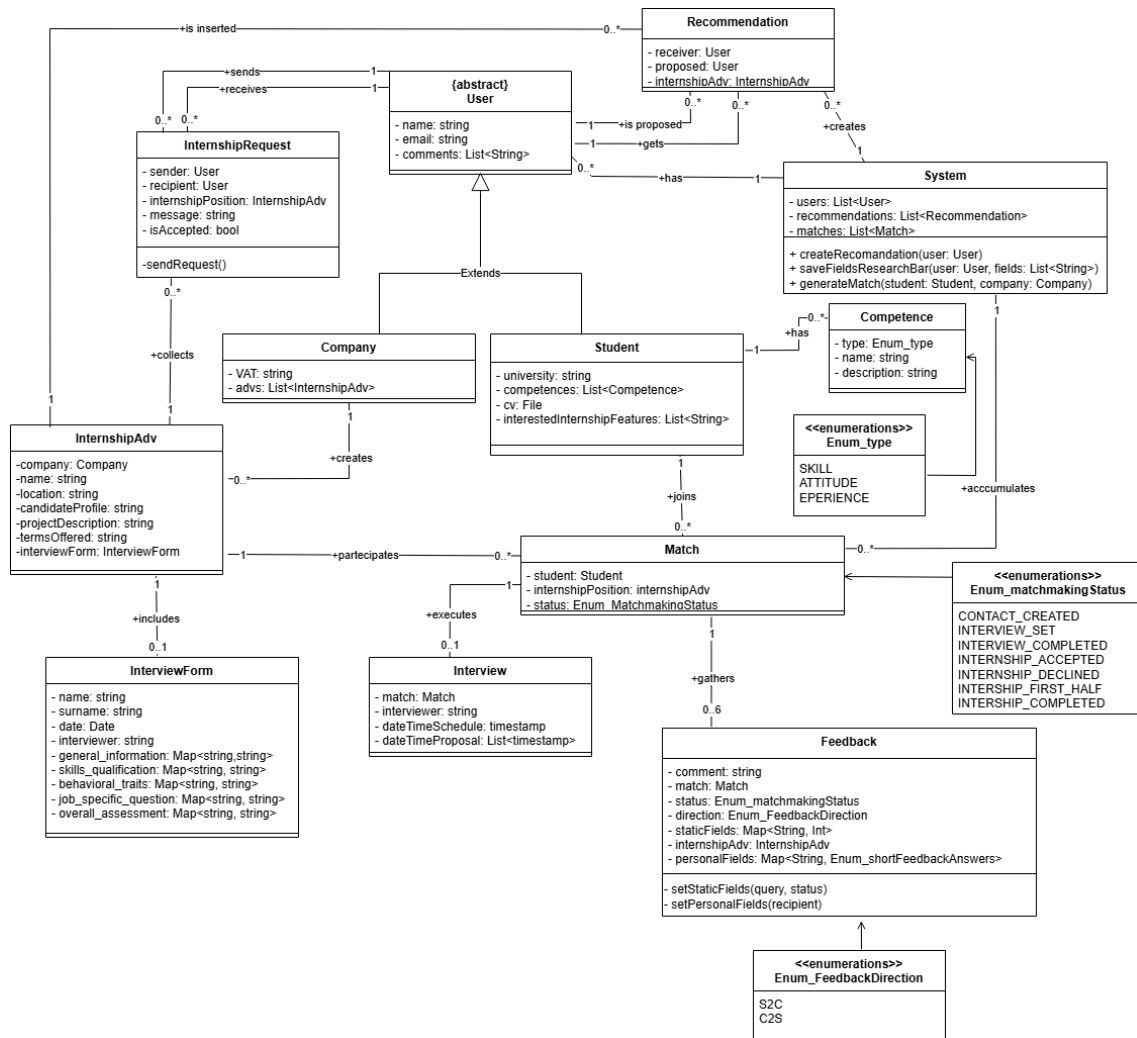 Recommendation
- receiver: User
- proposed: User
- internshipAdv: InternshipAdv
+is inserted
0..*
1
+sends
1
0..*
+receives
1
0..*
{abstract}
User
- name: string
- email: string
- comments: List<String>
0..*
1
+is proposed
0..*
1
+gets
0..*
+creates
1
0..*
+has
1
InternshipRequest
- sender: User
- recipient: User
- internshipPosition: InternshipAdv
- message: string
- isAccepted: bool
-sendRequest()
System
- users: List<User>
- recommendations: List<Recommendation>
- matches: List<Match>
+ createRecomandation(user: User)
+ saveFieldsResearchBar(user: User, fields: List<String>)
+ generateMatch(student: Student, company: Company)
Extends
0..*
+collects
1
Company
- VAT: string
- advs: List<InternshipAdv>
Student
- university: string
- competences: List<Competence>
- cv: File
- interestedInternshipFeatures: List<String>
1
+has
0..*
Competence
- type: Enum_type
- name: string
- description: string
<<enumerations>>
Enum_type
SKILL
ATTITUDE
EPERIENCE
1
+acccumulates
0..*
InternshipAdv
-company: Company
-name: string
-location: string
-candidateProfile: string
-projectDescription: string
-termsOffered: string
-interviewForm: InterviewForm
1
+creates
0..*
1
+joins
0..*
1
+partecipates
0..*
Match
- student: Student
- internshipPosition: internshipAdv
- status: Enum_MatchmakingStatus
<<enumerations>>
Enum_matchmakingStatus
CONTACT_CREATED
INTERVIEW_SET
INTERVIEW_COMPLETED
INTERNSHIP_ACCEPTED
INTERNSHIP_DECLINED
INTERSHIP_FIRST_HALF
INTERSHIP_COMPLETED
1
+includes
0..1
1
+executes
0..1
1
+gathers
0..6
InterviewForm
- name: string
- surname: string
- date: Date
- interviewer: string
- general_information: Map<string,string>
- skills_qualification: Map<string, string>
- behavioral_traits: Map<string, string>
- job_specific_question: Map<string, string>
- overall_assessment: Map<string, string>
Interview
- match: Match
- interviewer: string
- dateTimeSchedule: timestamp
- dateTimeProposal: List<timestamp>
Feedback
- comment: string
- match: Match
- status: Enum_matchmakingStatus
- direction: Enum_FeedbackDirection
- staticFields: Map<String, Int>
- internshipAdv: InternshipAdv
- personalFields: Map<String, Enum_shortFeedbackAnswers>
- setStaticFields(query, status)
- setPersonalFields(recipient)
<<enumerations>>
Enum_FeedbackDirection
S2C
C2S